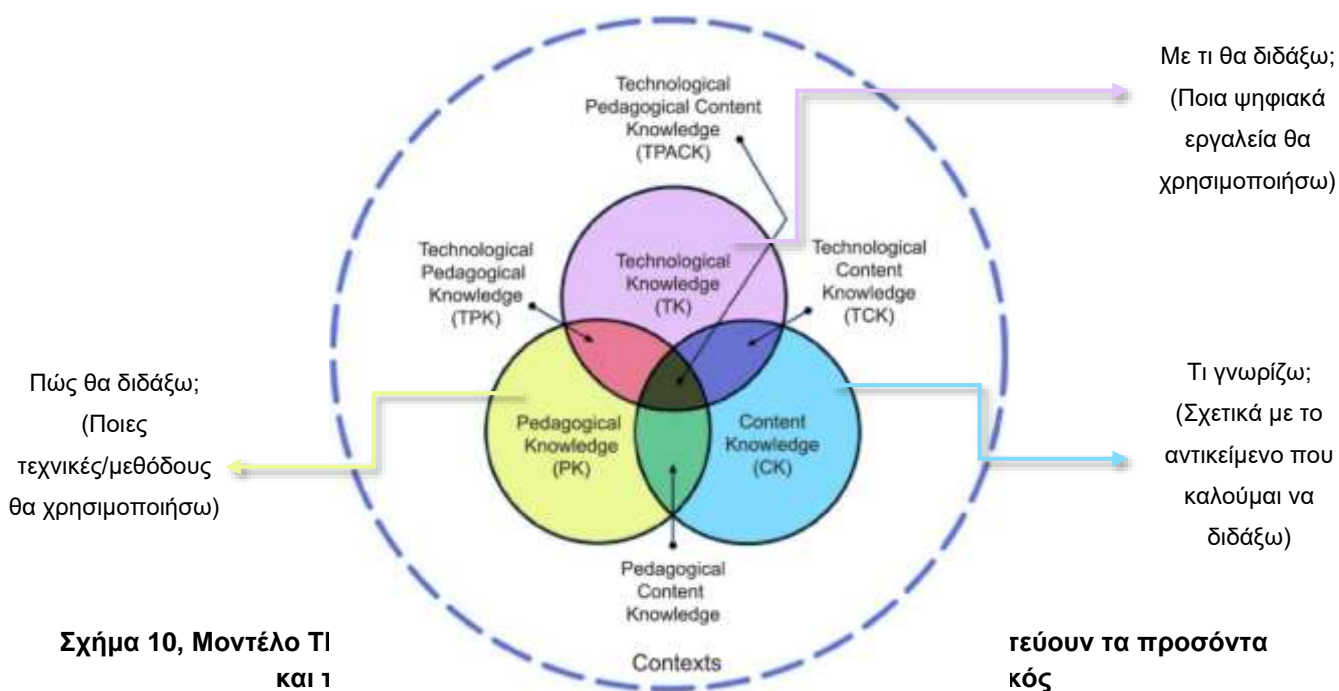 Με τι θα διδάξω;
(Ποια ψηφιακά
εργαλεία θα
χρησιμοποιήσω)
Technological
Pedagogical Content
Knowledge
(TPACK)
Technological
Pedagogical
Knowledge
(TPK)
Technological
Knowledge
(TK)
Technological
Content
Knowledge
(TCK)
Πώς θα διδάξω;
(Ποιες
τεχνικές/μεθόδους
θα χρησιμοποιήσω)
Pedagogical
Knowledge
(PK)
Content
Knowledge
(CK)
Τι γνωρίζω;
(Σχετικά με το
αντικείμενο που
καλούμαι να
διδάξω)
Pedagogical
Content
Knowledge
Contexts
Σχήμα 10, Μοντέλο τεύουν τα προσόντα
και